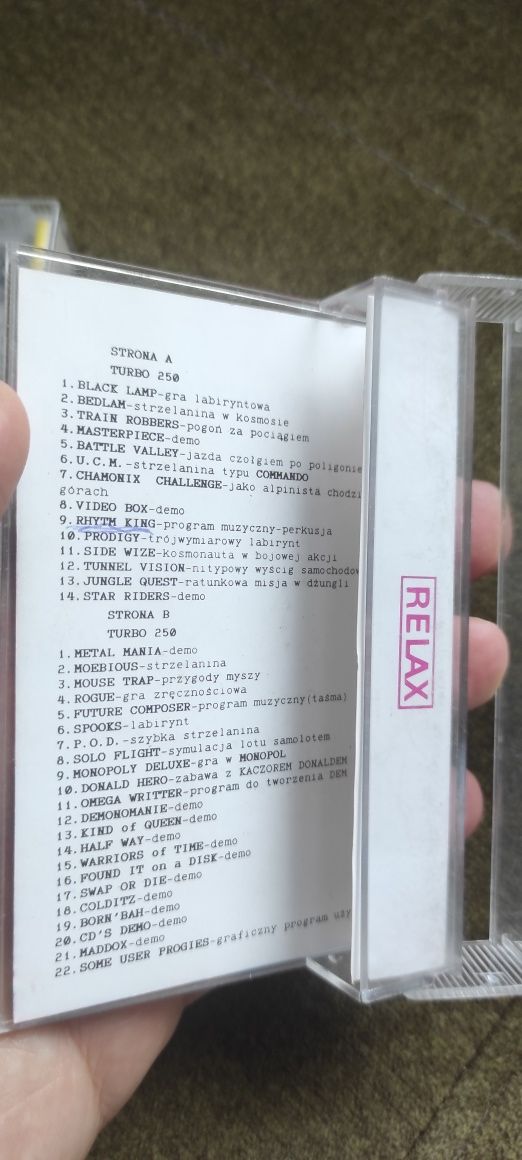 STRONA A
TURBO 250
1.BLACK LAMP-gra labiryntowa
2.BEDLAM-strzelanina w kosmosie
3.TRAIN ROBBERS-pogoń za pociągiem
4.MASTERPIECE-demo
5.BATTLE VALLEY-jazda czołgiem po poligonie
6.U.C.M.-strzelanina typu COMMANDO
7.CHAMONIX CHALLENGE-jako alpinista chodzi
górach
8.VIDEO BOX-demo
9.RHYTM KING-program muzyczny-perkusja
10.PRODIGY-trójwymiarowy labirynt
11.SIDE WIZE-kosmonauta w bojowej akcji
12.TUNNEL VISION-nitypowy wyścig samochodow
13.JUNGLE QUEST-ratunkowa misja w dżungli
14.STAR RIDERS-demo
STRONA B
TURBO 250
1.METAL MANIA-demo
2.MOEBIOUS-strzelanina
3.MOUSE TRAP-przygody myszy
4.ROGUE-gra zręcznościowa
5.FUTURE COMPOSER-program muzyczny(taśma)
6.SPOOKS-labirynt
7.P.O.D.-szybka strzelanina
8.SOLO FLIGHT-symulacja lotu samolotem
9.MONOPOLY DELUXE-gra w MONOPOL
10.DONALD HERO-zabawa z KACZOREM DONALDEM
11.OMEGA WRITTER-program do tworzenia DEM
12.DEMONOMANIE-demo
13.KIND of QUEEN-demo
14.HALF WAY-demo
15.WARRIORS of TIME-demo
16.FOUND IT on a DISK-demo
17.SWAP OR DIE-demo
18.COLDITZ-demo
19.BORN'BAH-demo
20.CD'S DEMO-demo
21.MADDOX-demo
22.SOME USER PROGIES-graficzny program uży
RELAX